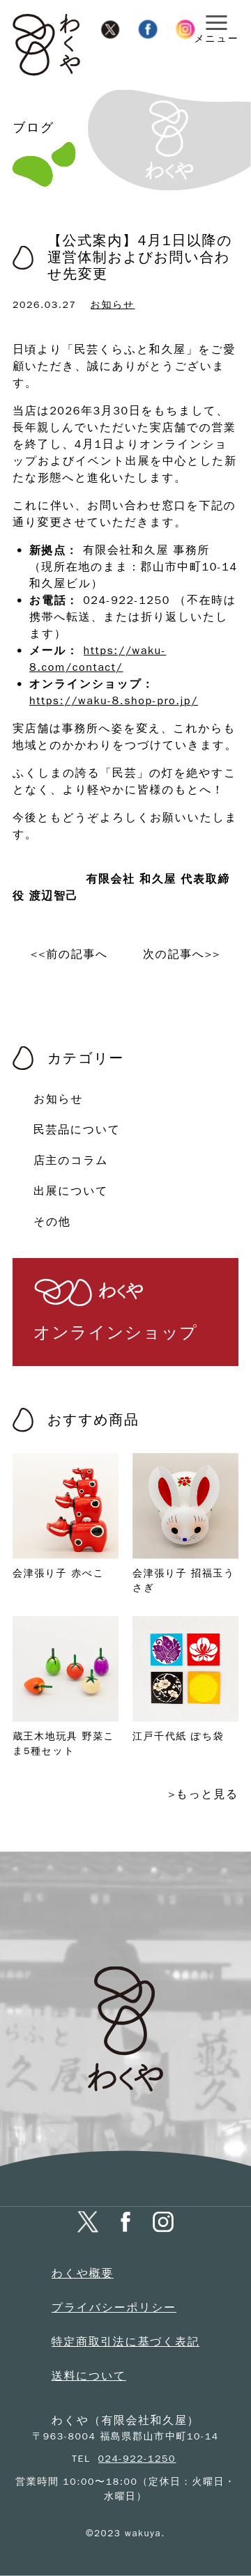 わくや
メニュー
ブログ
わくや
【公式案内】4月1日以降の
運営体制およびお問い合わ
せ先変更
2026.03.27 お知らせ
日頃より「民芸くらふと和久屋」をご愛
顧いただき、誠にありがとうございま
す。
当店は2026年3月30日をもちまして、
長年親しんでいただいた実店舗での営業
を終了し、4月1日よりオンラインショ
ップおよびイベント出展を中心とした新
たな形態へと進化いたします。
これに伴い、お問い合わせ窓口を下記の
通り変更させていただきます。
• 新拠点： 有限会社和久屋 事務所
（現所在地のまま：郡山市中町10-14
和久屋ビル）
• お電話： 024-922-1250 （不在時は
携帯へ転送、または折り返しいたし
ます）
• メール： https://waku-
8.com/contact/
• オンラインショップ：
https://waku-8.shop-pro.jp/
実店舗は事務所へ姿を変え、これからも
地域とのかかわりをつづけていきます。
ふくしまの誇る「民芸」の灯を絶やすこ
となく、より軽やかに皆様のもとへ！
今後ともどうぞよろしくお願いいたしま
す。
有限会社 和久屋 代表取締
役 渡辺智己
<<前の記事へ 次の記事へ>>
カテゴリー
お知らせ
民芸品について
店主のコラム
出展について
その他
わくや
オンラインショップ
おすすめ商品
会津張り子 赤べこ
会津張り子 招福玉う
さぎ
蔵王木地玩具 野菜こ
ま5種セット
江戸千代紙 ぽち袋
>もっと見る
わくや
わくや概要
プライバシーポリシー
特定商取引法に基づく表記
送料について
わくや（有限会社和久屋）
〒963-8004 福島県郡山市中町10-14
TEL 024-922-1250
営業時間 10:00〜18:00（定休日：火曜日・
水曜日）
©2023 wakuya.